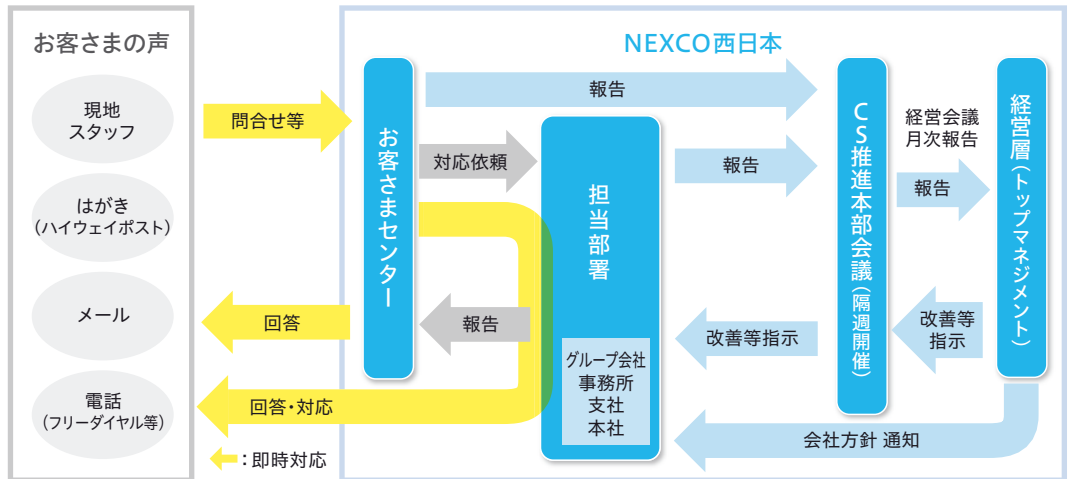 お客さまの声
現地
スタッフ
はがき
(ハイウェイポスト)
メール
電話
(フリーダイヤル等)
問合せ等
回答
回答・対応
:即時対応
NEXCO西日本
お客さまセンター
報告
対応依頼
報告
担当部署
グループ会社
事務所
支社
本社
報告
改善等指示
会社方針 通知
CS推進本部会議(隔週開催)
経営会議
月次報告
報告
改善等
指示
経営層(トップマネジメント)